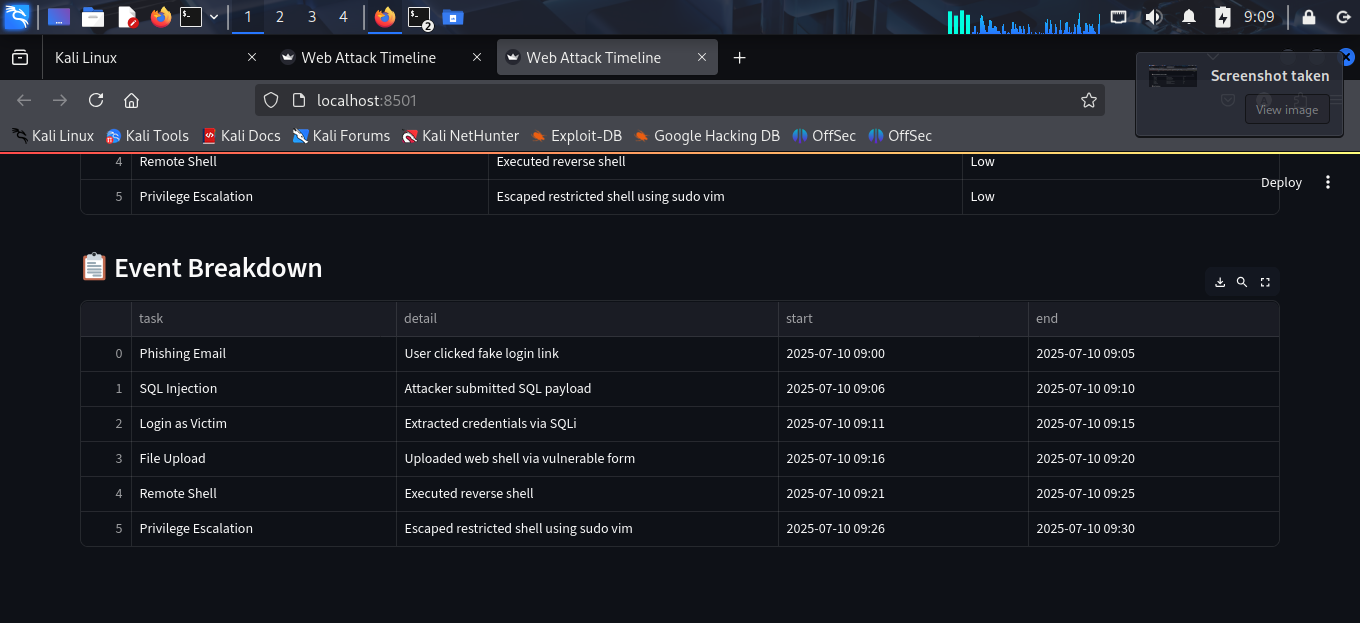 1 2 3 4 2 9:09
Kali Linux Web Attack Timeline Web Attack Timeline
Screenshot taken
View image
localhost:8501
Kali Linux Kali Tools Kali Docs Kali Forums Kali NetHunter Exploit-DB Google Hacking DB OffSec OffSec
4 Remote Shell Executed reverse shell Low
Deploy
5 Privilege Escalation Escaped restricted shell using sudo vim Low
📋 Event Breakdown
task detail start end
0 Phishing Email User clicked fake login link 2025-07-10 09:00 2025-07-10 09:05
1 SQL Injection Attacker submitted SQL payload 2025-07-10 09:06 2025-07-10 09:10
2 Login as Victim Extracted credentials via SQLi 2025-07-10 09:11 2025-07-10 09:15
3 File Upload Uploaded web shell via vulnerable form 2025-07-10 09:16 2025-07-10 09:20
4 Remote Shell Executed reverse shell 2025-07-10 09:21 2025-07-10 09:25
5 Privilege Escalation Escaped restricted shell using sudo vim 2025-07-10 09:26 2025-07-10 09:30